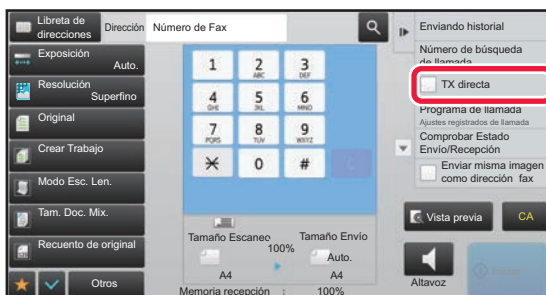 Libreta de
direcciones
Dirección
Número de Fax
Exposición
Auto.
Resolución
Superfino
Original
Crear Trabajo
Modo Esc. Len.
Tam. Doc. Mix.
Recuento de original
Otros
1
2
ABC
3
DEF
4
GHI
5
JKL
6
MNO
7
PQRS
8
TUV
9
WXYZ
0
#
C
Tamaño Escaneo
100%
Tamaño Envío
Auto.
A4
A4
Memoria recepción : 100%
Enviando historial
Número de búsqueda
de llamada
TX directa
Programa de llamada
Ajustes registrados de llamada
Comprobar Estado
Envío/Recepción
Enviar misma imagen
como dirección fax
Vista previa
CA
Altavoz